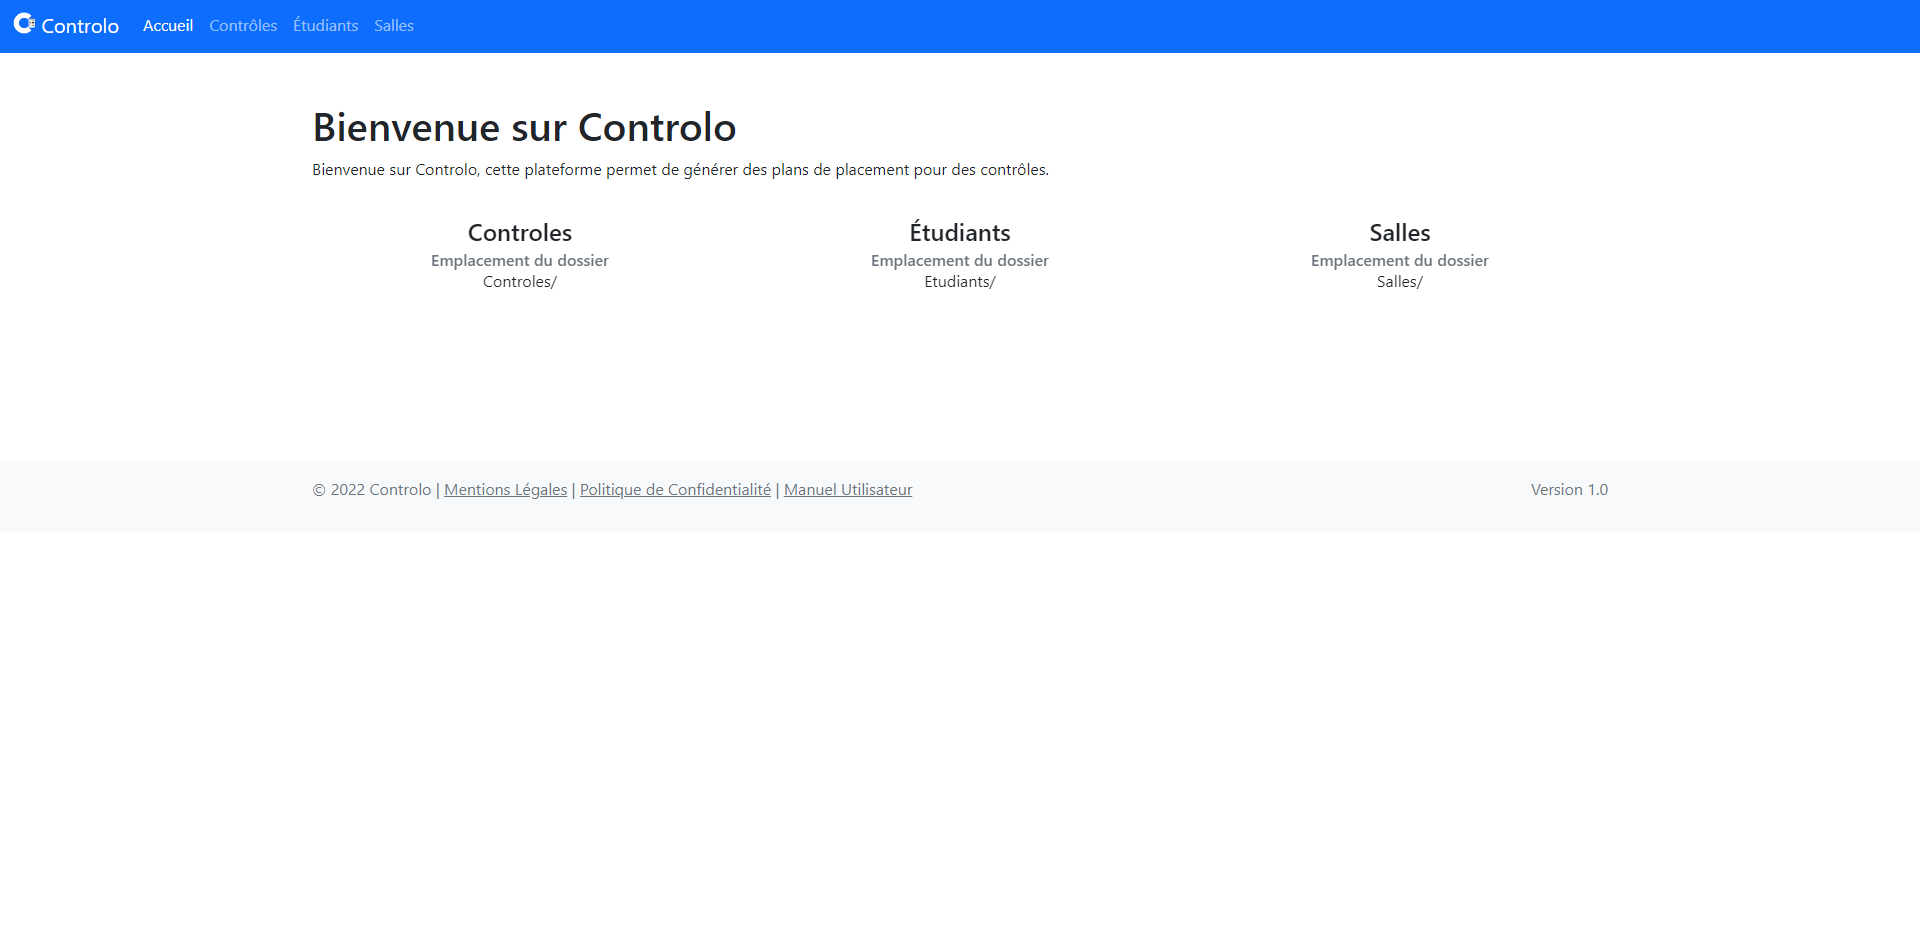 Controlo Accueil Contrôles Étudiants Salles
Bienvenue sur Controlo
Bienvenue sur Controlo, cette plateforme permet de générer des plans de placement pour des contrôles.
Controles
Emplacement du dossier
Controles/
Étudiants
Emplacement du dossier
Etudiants/
Salles
Emplacement du dossier
Salles/
© 2022 Controlo | Mentions Légales | Politique de Confidentialité | Manuel Utilisateur
Version 1.0